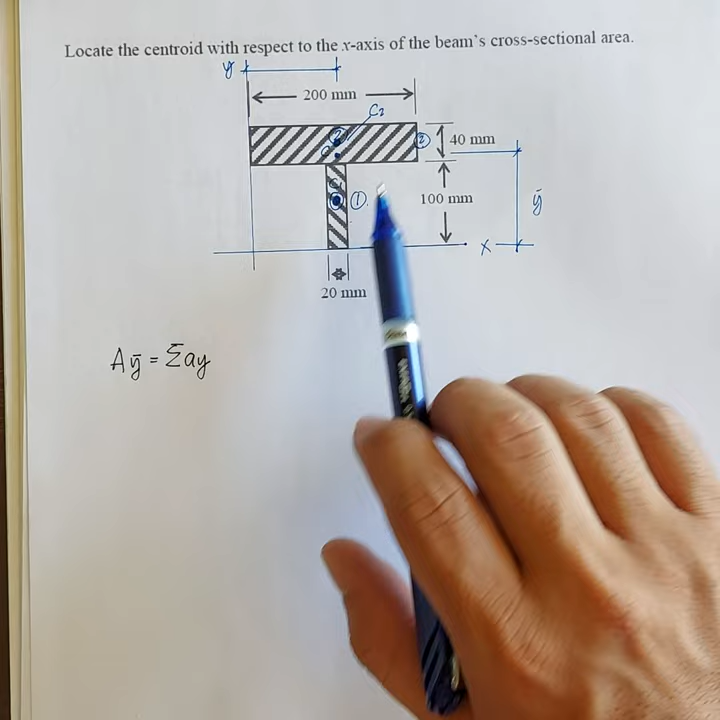 Locate the centroid with respect to the x-axis of the beam's cross-sectional area.
y
200 mm
C2
② 40 mm
① 100 mm
ȳ
x
20 mm
Aȳ = Σay